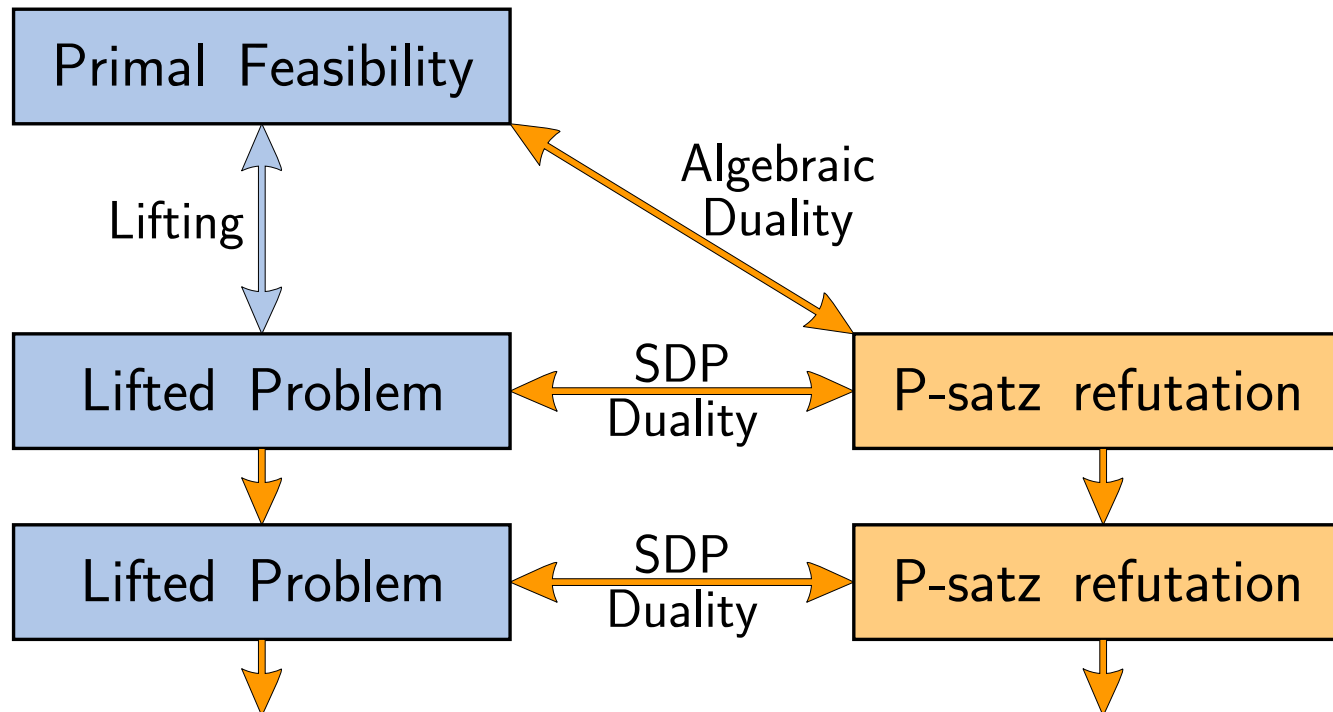 Primal Feasibility
Algebraic
Duality
Lifting
Lifted Problem
SDP
Duality
P-satz refutation
Lifted Problem
SDP
Duality
P-satz refutation